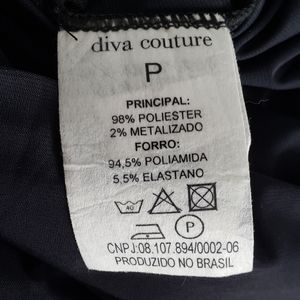 diva couture
P
PRINCIPAL:
98% POLIESTER
2% METALIZADO
FORRO:
94,5% POLIAMIDA
5,5% ELASTANO
40
P
CNPJ:08.107.894/0002-06
PRODUZIDO NO BRASIL